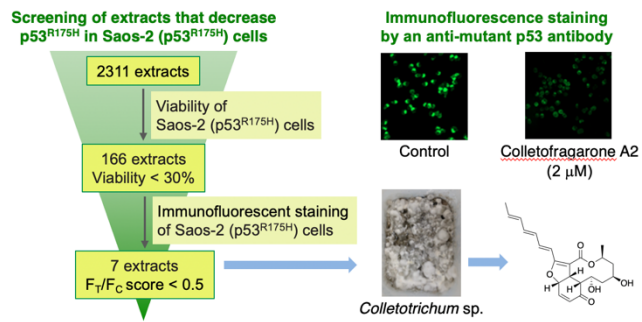 Screening of extracts that decrease
p53R175H in Saos-2 (p53R175H) cells
2311 extracts
Viability of
Saos-2 (p53R175H) cells
166 extracts
Viability < 30%
Immunofluorescent staining
of Saos-2 (p53R175H) cells
7 extracts
FT/FC score < 0.5
Immunofluorescence staining
by an anti-mutant p53 antibody
Control
Colletofragarone A2
(2 μM)
Colletotrichum sp.
O
O
O
H
H
OH
OH
O